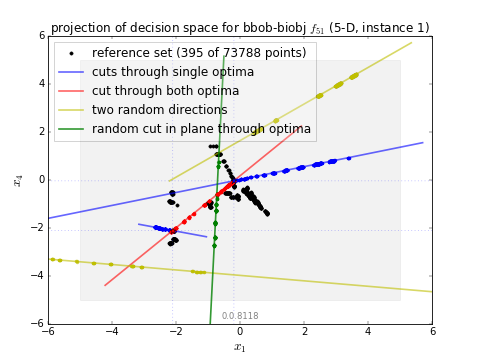 projection of decision space for bbob-biobj f51 (5-D, instance 1)
reference set (395 of 73788 points)
cuts through single optima
cut through both optima
two random directions
random cut in plane through optima
6
4
2
0
−2
−4
−6
x4
0.0.8118
−6 −4 −2 0 2 4 6
x1